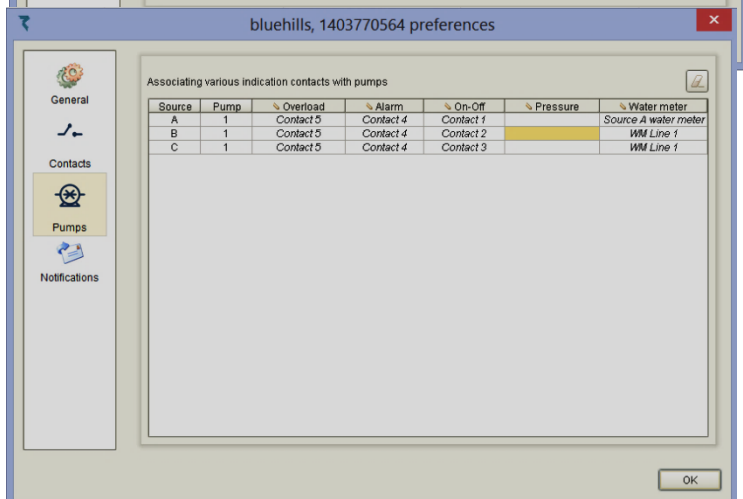 bluehills, 1403770564 preferences
General
Contacts
Pumps
Notifications
Associating various indication contacts with pumps
Source Pump Overload Alarm On-Off Pressure Water meter
A 1 Contact 5 Contact 4 Contact 1 Source A water meter
B 1 Contact 5 Contact 4 Contact 2 WM Line 1
C 1 Contact 5 Contact 4 Contact 3 WM Line 1
OK